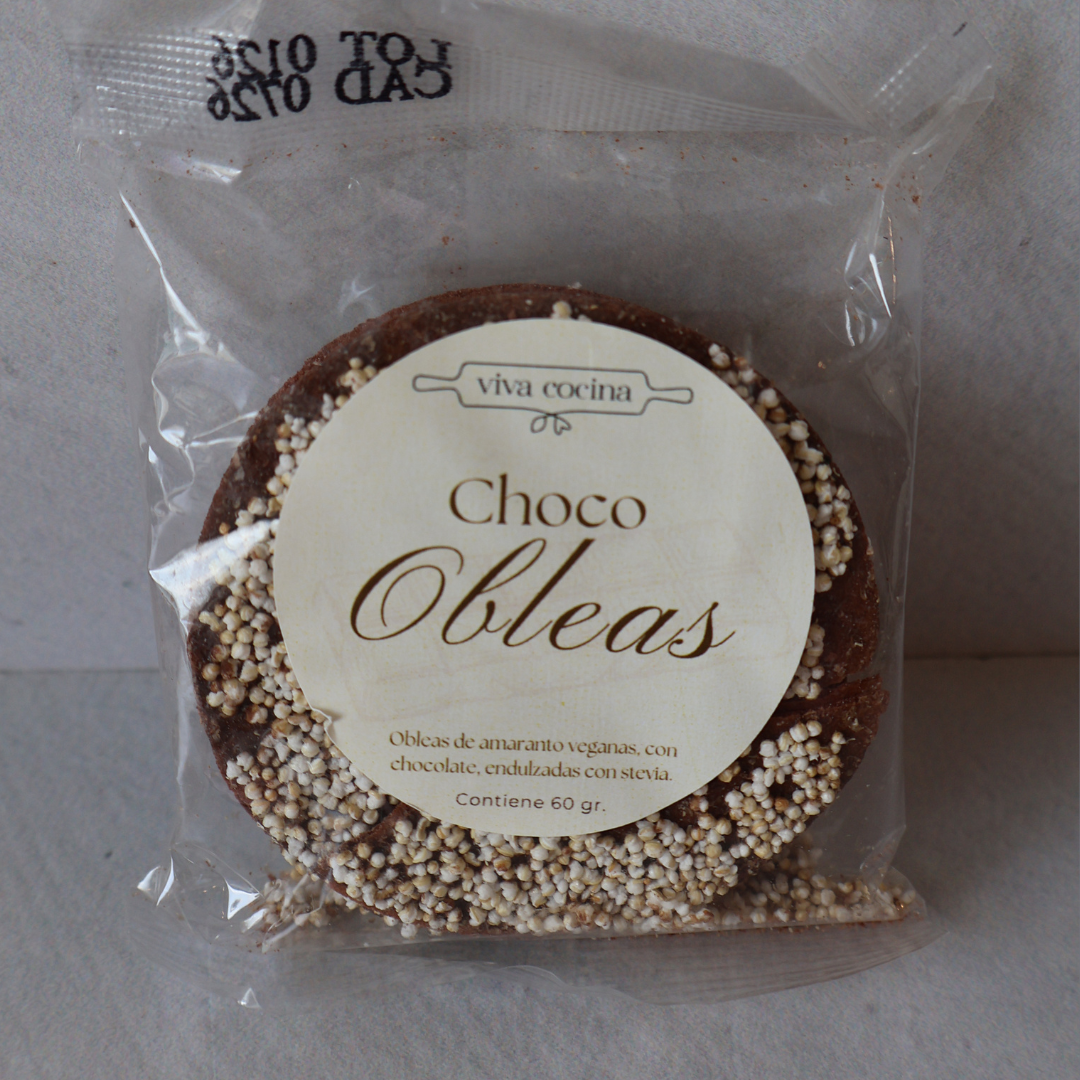 LOT 0126
CAD 0726
viva cocina
Choco
Obleas
Obleas de amaranto veganas, con
chocolate, endulzadas con stevia.
Contiene 60 gr.